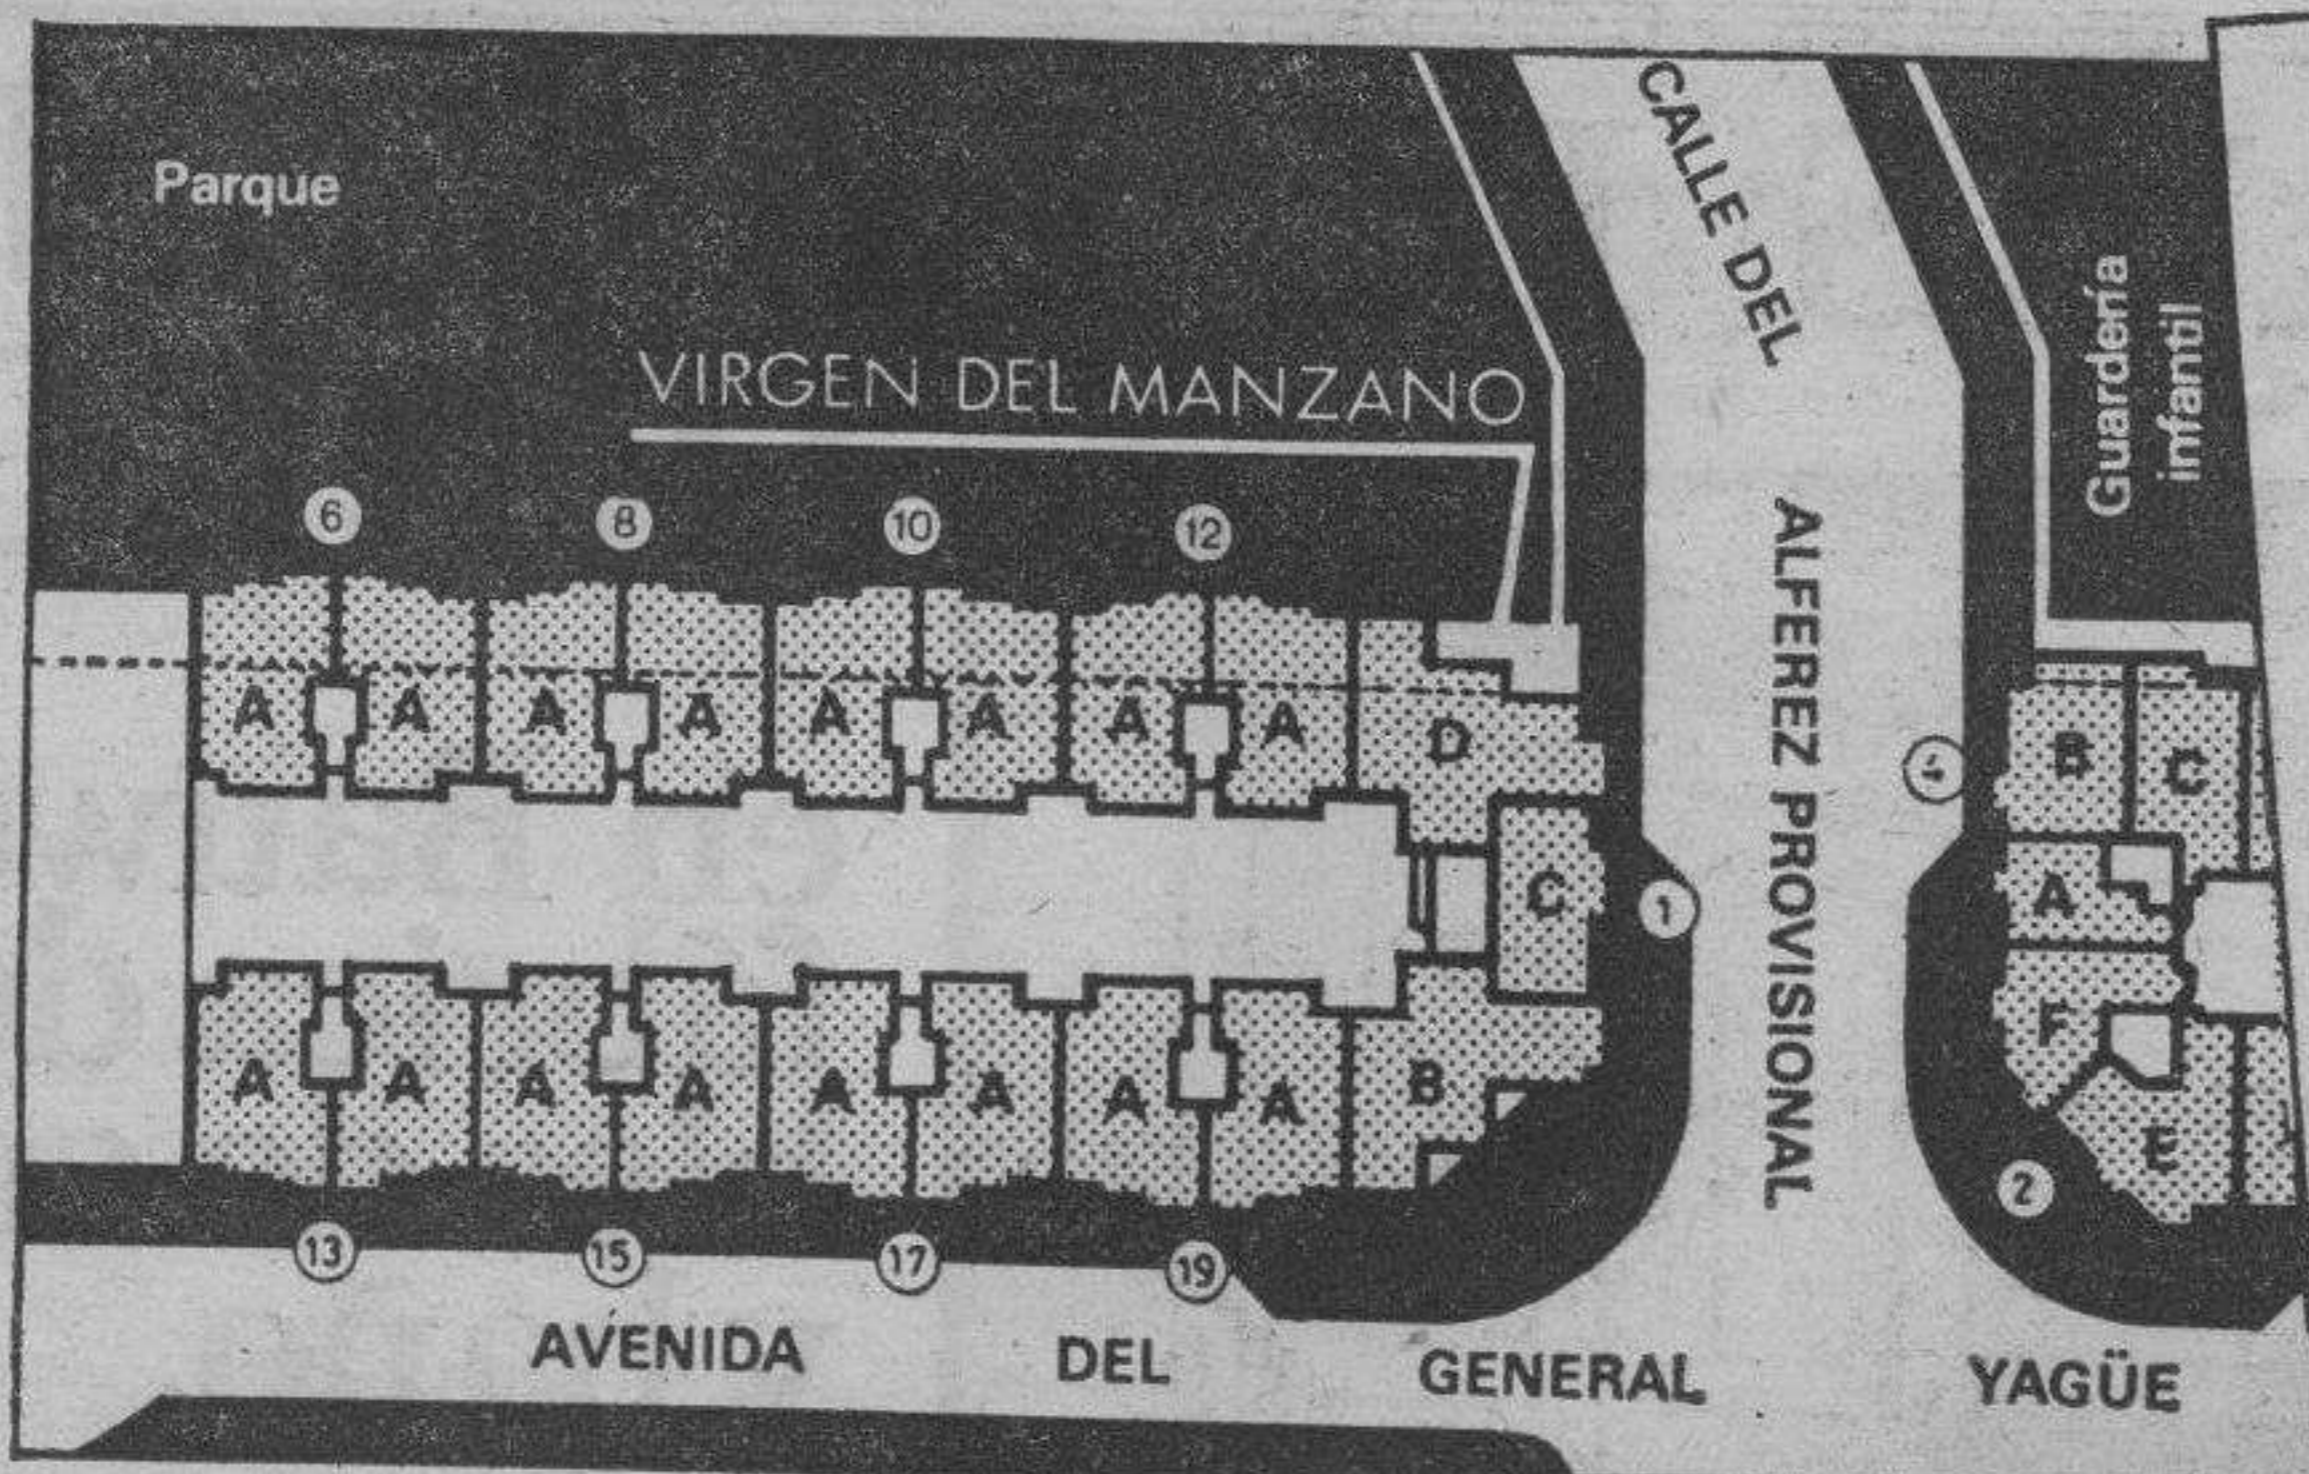 Parque
CALLE DEL
ALFEREZ PROVISIONAL
Guardería
infantil
VIRGEN DEL MANZANO
6 8 10 12
A A A A A A A A D
B C
C
1
A
F
A A A A A A A A B
E
2
13 15 17 19
AVENIDA DEL GENERAL YAGÜE